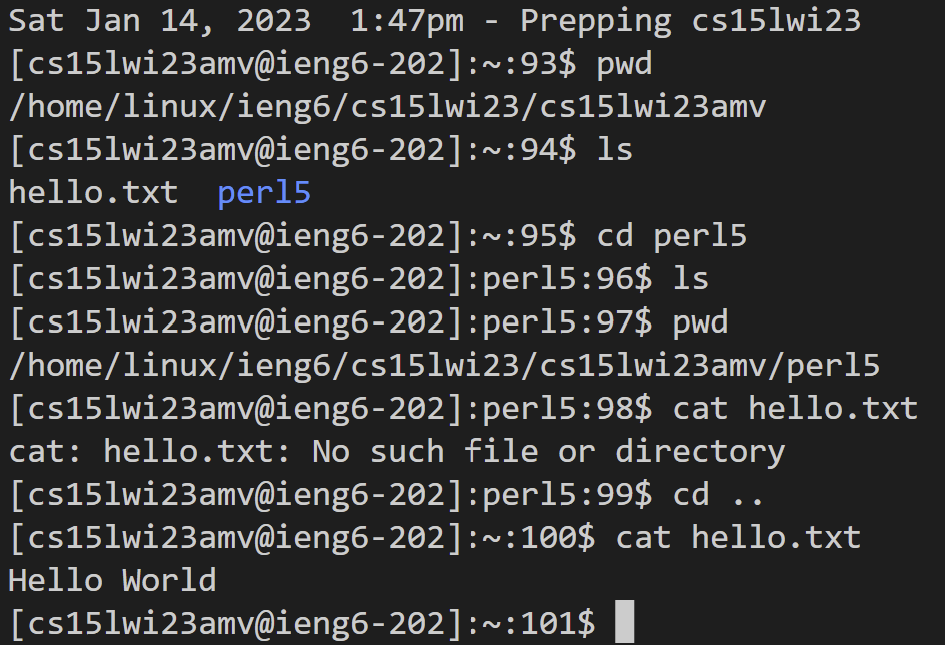 Sat Jan 14, 2023  1:47pm - Prepping cs15lwi23
[cs15lwi23amv@ieng6-202]:~:93$ pwd
/home/linux/ieng6/cs15lwi23/cs15lwi23amv
[cs15lwi23amv@ieng6-202]:~:94$ ls
hello.txt  perl5
[cs15lwi23amv@ieng6-202]:~:95$ cd perl5
[cs15lwi23amv@ieng6-202]:perl5:96$ ls
[cs15lwi23amv@ieng6-202]:perl5:97$ pwd
/home/linux/ieng6/cs15lwi23/cs15lwi23amv/perl5
[cs15lwi23amv@ieng6-202]:perl5:98$ cat hello.txt
cat: hello.txt: No such file or directory
[cs15lwi23amv@ieng6-202]:perl5:99$ cd ..
[cs15lwi23amv@ieng6-202]:~:100$ cat hello.txt
Hello World
[cs15lwi23amv@ieng6-202]:~:101$